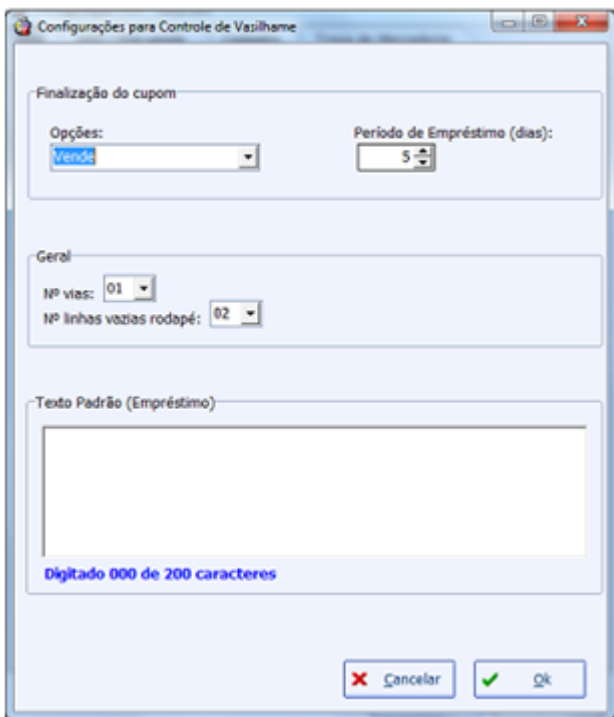 Configurações para Controle de Vasilhame
Finalização do cupom
Opções: Período de Empréstimo (dias):
Vende 5
Geral
Nº vias: 01
Nº linhas vazias rodapé: 02
Texto Padrão (Empréstimo)
Digitado 000 de 200 caracteres
Cancelar Ok